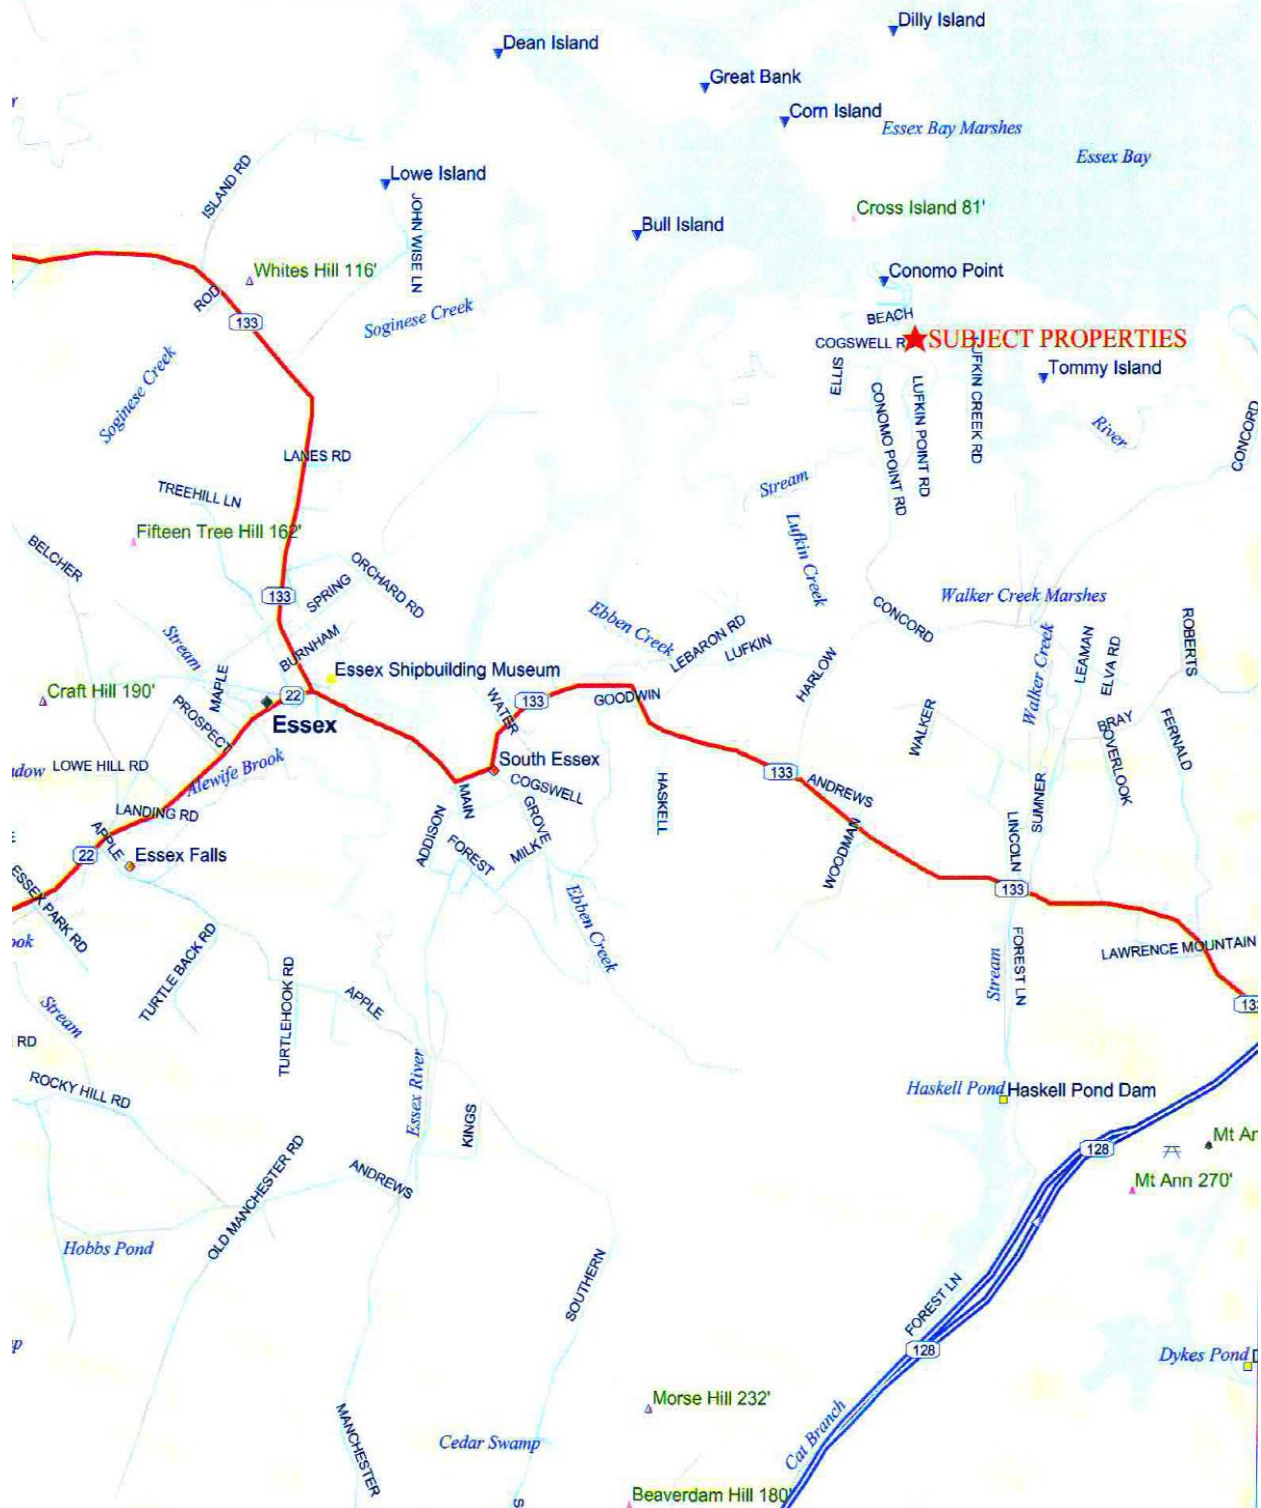 Dilly Island
Dean Island
Great Bank
Corn Island
Essex Bay Marshes
Essex Bay
ISLAND RD
Lowe Island
JOHN WISE LN
Cross Island 81'
Bull Island
Whites Hill 116'
Conomo Point
ROD
133
Soginese Creek
BEACH
COGSWELL R
SUBJECT PROPERTIES
ELLIS
CONOMO POINT RD
LUFKIN POINT RD
LUFKIN CREEK RD
Tommy Island
River
CONCORD
Soginese Creek
LANES RD
TREEHILL LN
Stream
Lufkin Creek
Fifteen Tree Hill 162'
BELCHER
ORCHARD RD
SPRING
133
Stream
BURNHAM
Ebben Creek
LEBARON RD
LUFKIN
CONCORD
Walker Creek Marshes
Walker Creek
LEAMAN
ELVA RD
ROBERTS
HARLOW
Essex Shipbuilding Museum
MAPLE
Craft Hill 190'
22
Essex
PROSPECT
WATER
133
GOODWIN
WALKER
BRAY
OVERLOOK
FERNALD
South Essex
COGSWELL
LOWE HILL RD
Alewife Brook
dow
HASKELL
133
ANDREWS
MAIN
GROVE
ADDISON
FOREST
MILK
WOODMAN
LINCOLN
SUMNER
LANDING RD
APPLE
22
Essex Falls
133
ESSEX PARK RD
ook
Ebben Creek
FOREST LN
Stream
LAWRENCE MOUNTAIN
TURTLE BACK RD
TURTLEHOOK RD
APPLE
Stream
133
RD
ROCKY HILL RD
Essex River
KINGS
Haskell Pond
Haskell Pond Dam
128
Mt An
Mt Ann 270'
OLD MANCHESTER RD
ANDREWS
Hobbs Pond
SOUTHERN
FOREST LN
128
Dykes Pond
MANCHESTER
Morse Hill 232'
Cedar Swamp
Cat Branch
S
Beaverdam Hill 180'